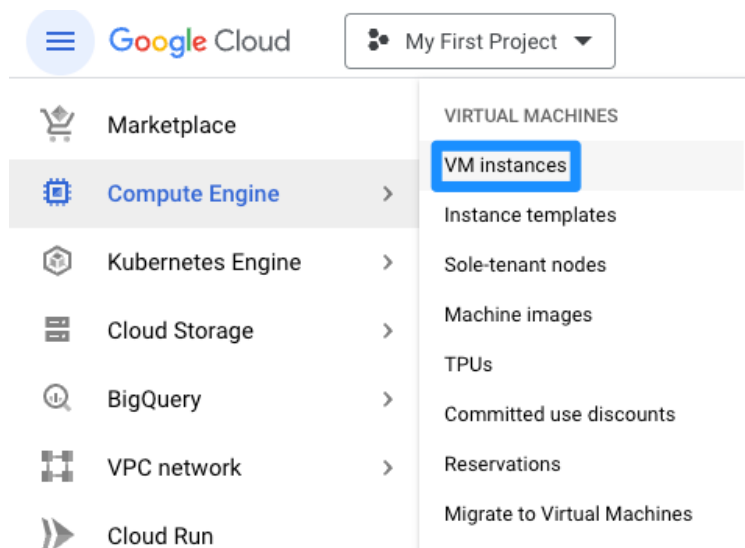 Google Cloud
My First Project
Marketplace
Compute Engine
Kubernetes Engine
Cloud Storage
BigQuery
VPC network
Cloud Run
VIRTUAL MACHINES
VM instances
Instance templates
Sole-tenant nodes
Machine images
TPUs
Committed use discounts
Reservations
Migrate to Virtual Machines